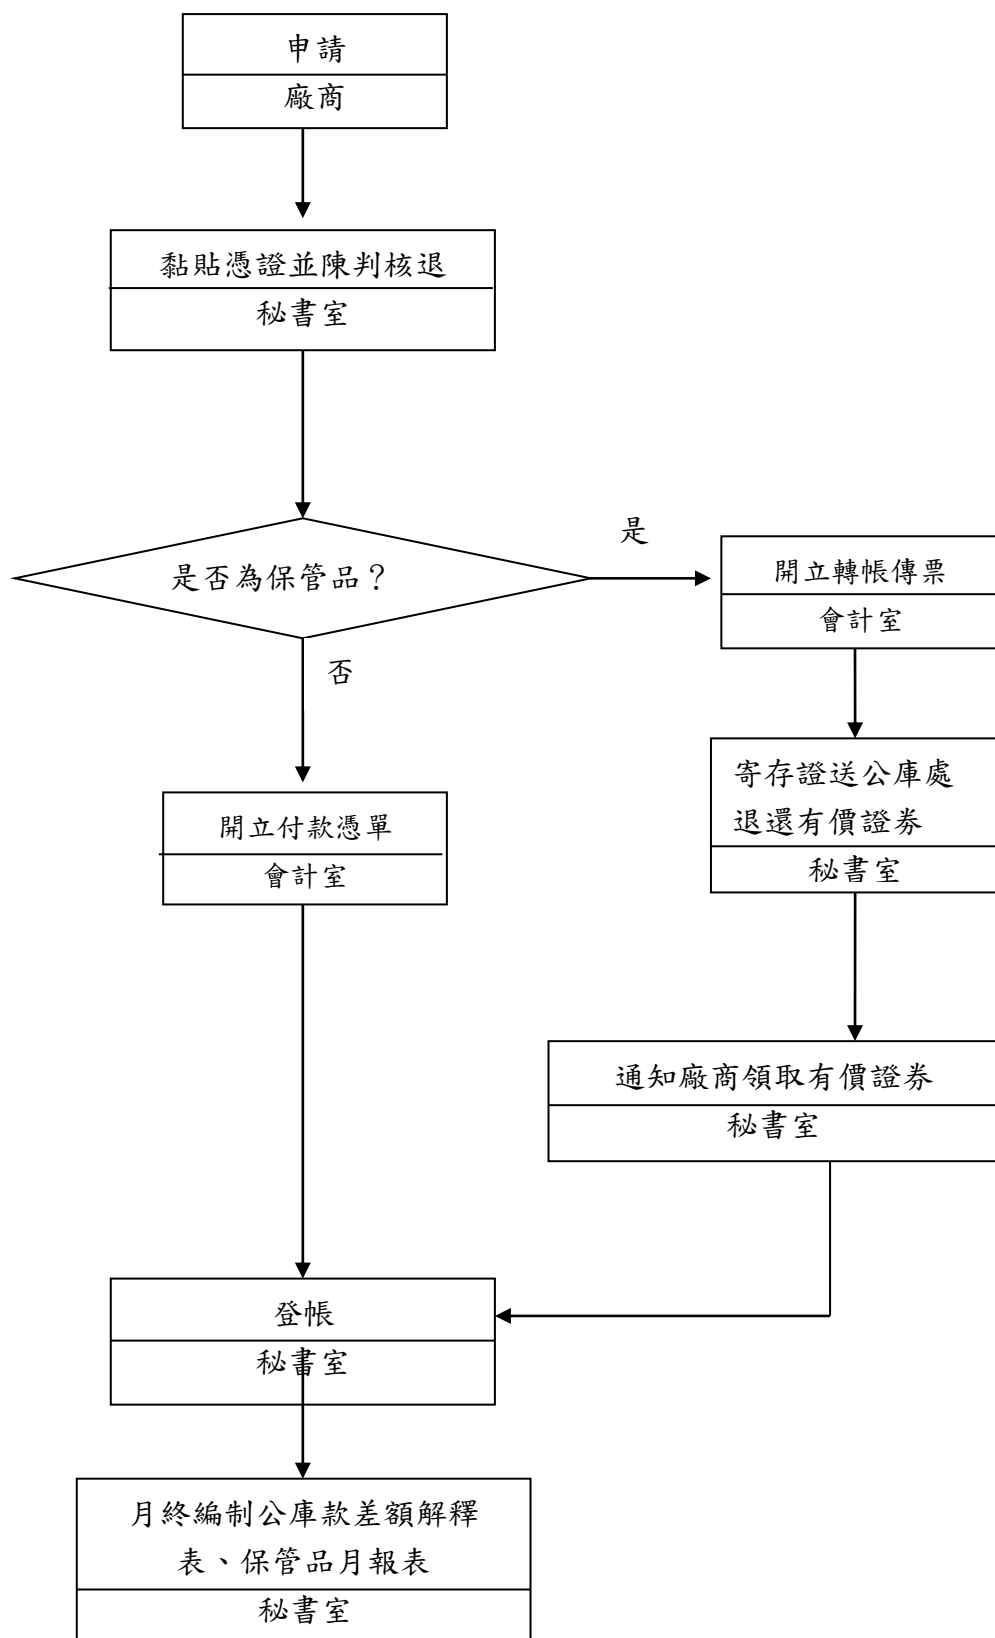 申請
廠商
黏貼憑證並陳判核退
秘書室
是否為保管品？
是
開立轉帳傳票
會計室
否
寄存證送公庫處
退還有價證券
秘書室
開立付款憑單
會計室
通知廠商領取有價證券
秘書室
登帳
秘書室
月終編制公庫款差額解釋
表、保管品月報表
秘書室